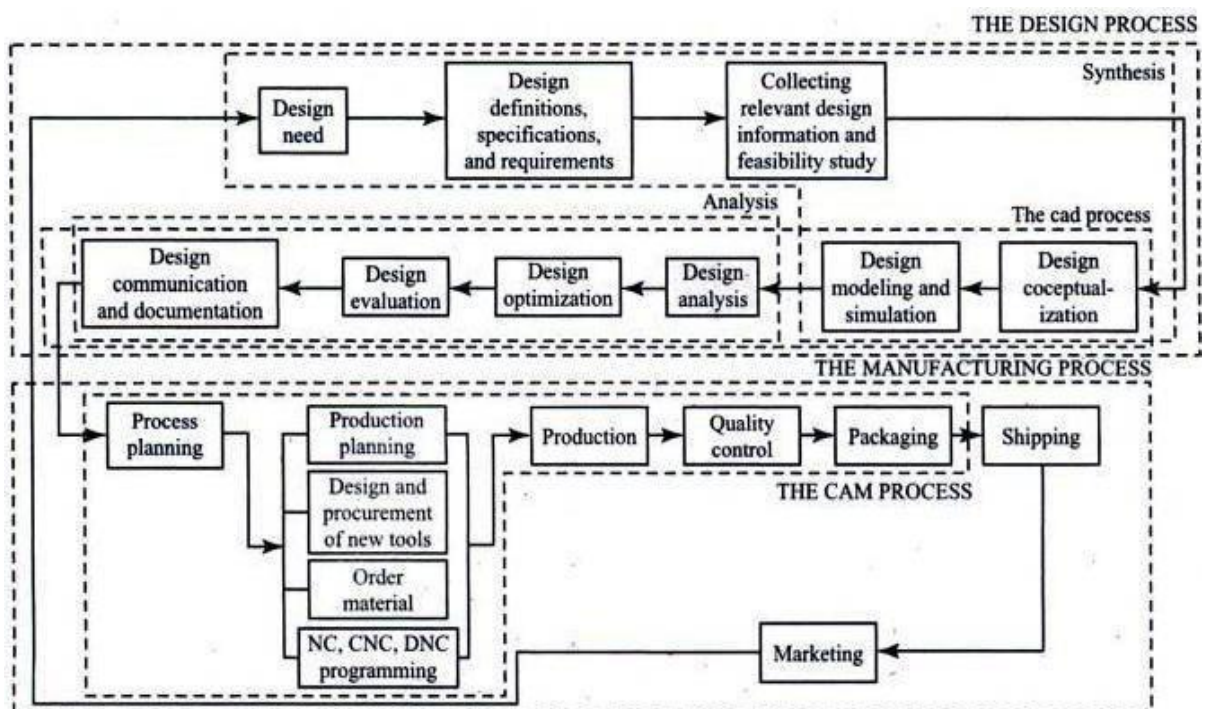 THE DESIGN PROCESS
Synthesis
Design
need
Design
definitions,
specifications,
and requirements
Collecting
relevant design
information and
feasibility study
Analysis
The cad process
Design
communication
and documentation
Design
evaluation
Design
optimization
Design
analysis
Design
modeling and
simulation
Design
coceptual-
ization
THE MANUFACTURING PROCESS
Process
planning
Production
planning
Design and
procurement
of new tools
Order
material
NC, CNC, DNC
programming
Production
Quality
control
Packaging
Shipping
THE CAM PROCESS
Marketing